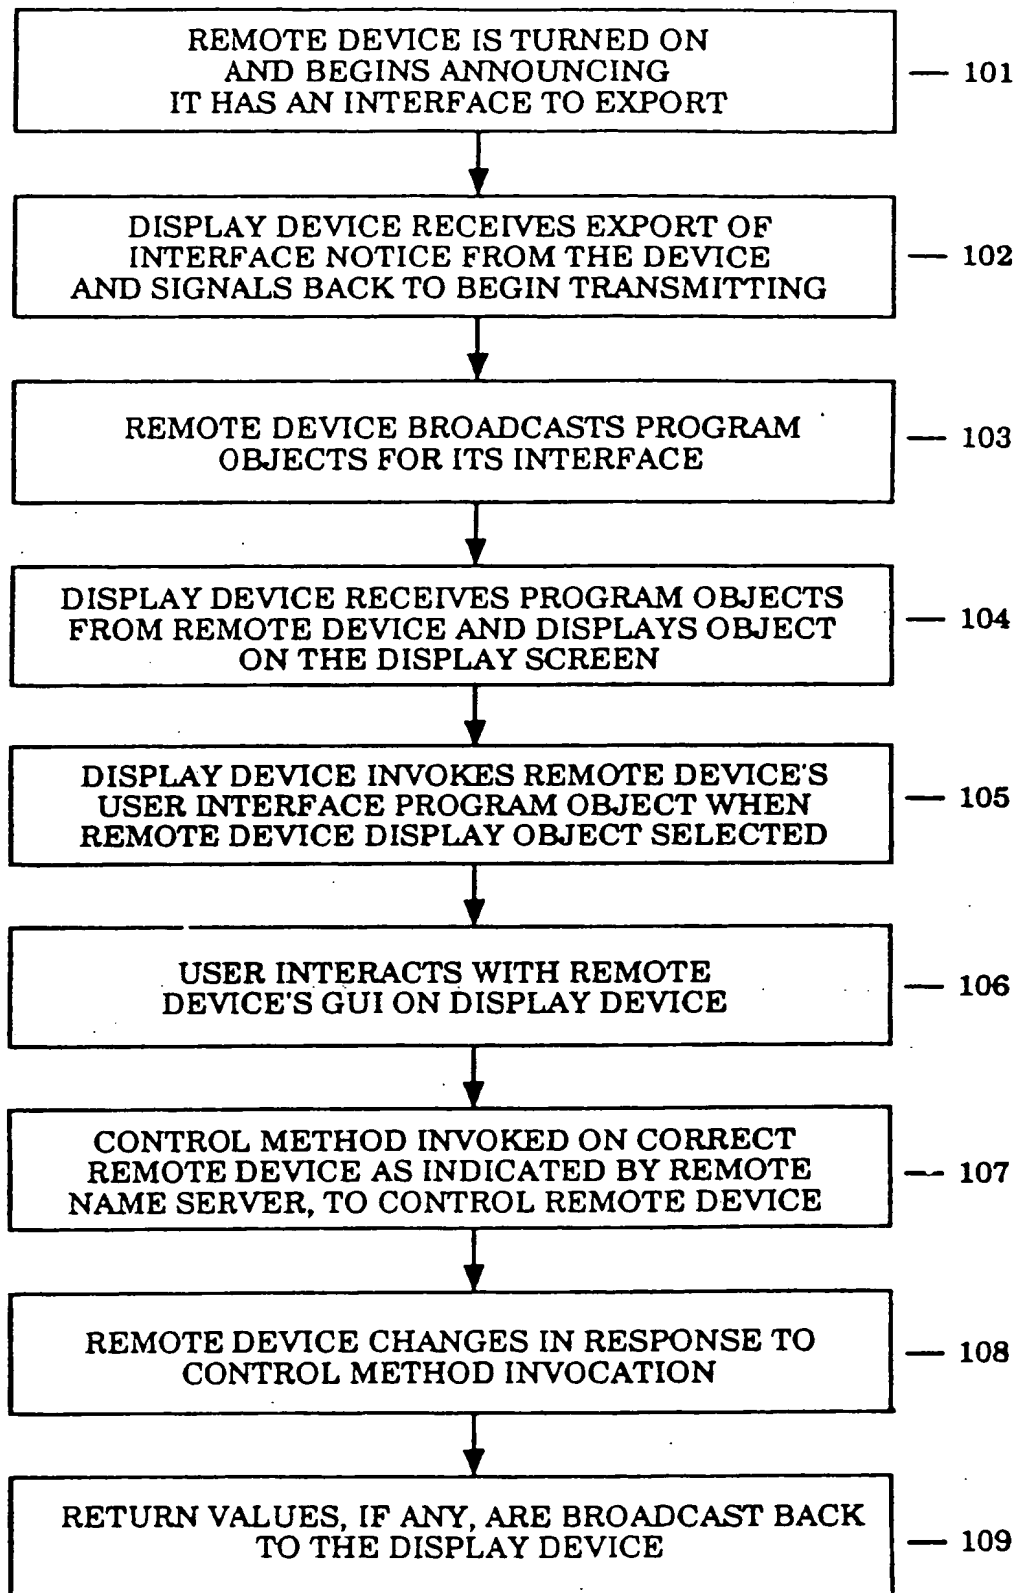 REMOTE DEVICE IS TURNED ON
AND BEGINS ANNOUNCING
IT HAS AN INTERFACE TO EXPORT
101
DISPLAY DEVICE RECEIVES EXPORT OF
INTERFACE NOTICE FROM THE DEVICE
AND SIGNALS BACK TO BEGIN TRANSMITTING
102
REMOTE DEVICE BROADCASTS PROGRAM
OBJECTS FOR ITS INTERFACE
103
DISPLAY DEVICE RECEIVES PROGRAM OBJECTS
FROM REMOTE DEVICE AND DISPLAYS OBJECT
ON THE DISPLAY SCREEN
104
DISPLAY DEVICE INVOKES REMOTE DEVICE'S
USER INTERFACE PROGRAM OBJECT WHEN
REMOTE DEVICE DISPLAY OBJECT SELECTED
105
USER INTERACTS WITH REMOTE
DEVICE'S GUI ON DISPLAY DEVICE
106
CONTROL METHOD INVOKED ON CORRECT
REMOTE DEVICE AS INDICATED BY REMOTE
NAME SERVER, TO CONTROL REMOTE DEVICE
107
REMOTE DEVICE CHANGES IN RESPONSE TO
CONTROL METHOD INVOCATION
108
RETURN VALUES, IF ANY, ARE BROADCAST BACK
TO THE DISPLAY DEVICE
109